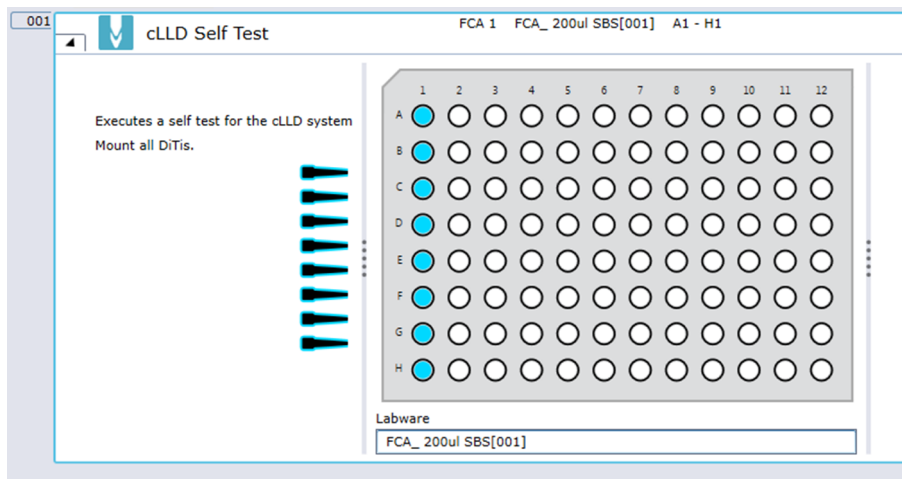 001
cLLD Self Test
FCA 1 FCA_ 200ul SBS[001] A1 - H1
Executes a self test for the cLLD system
Mount all DiTis.
1 2 3 4 5 6 7 8 9 10 11 12
A
B
C
D
E
F
G
H
Labware
FCA_ 200ul SBS[001]